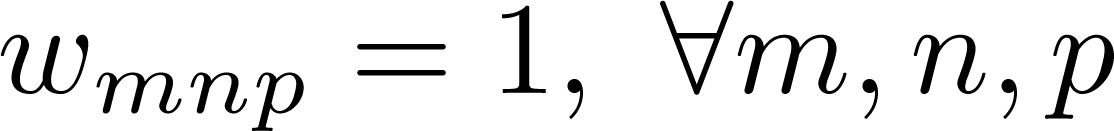 w_{mnp} = 1, ∀m, n, p